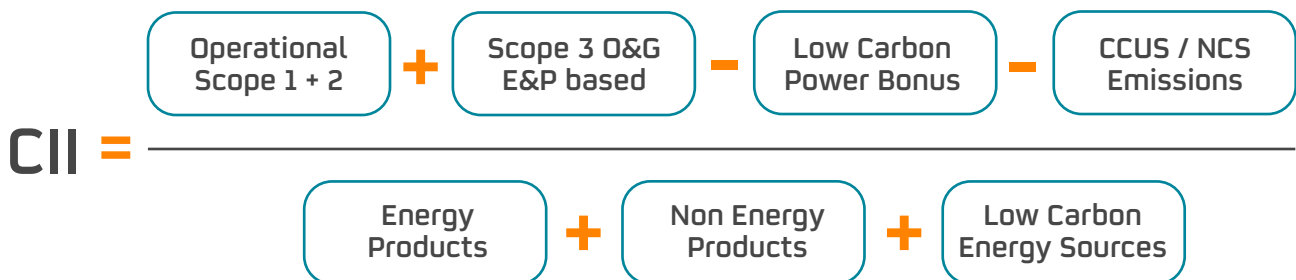 Operational
Scope 1 + 2
+
Scope 3 O&G
E&P based
-
Low Carbon
Power Bonus
-
CCUS / NCS
Emissions
CII =
Energy
Products
+
Non Energy
Products
+
Low Carbon
Energy Sources